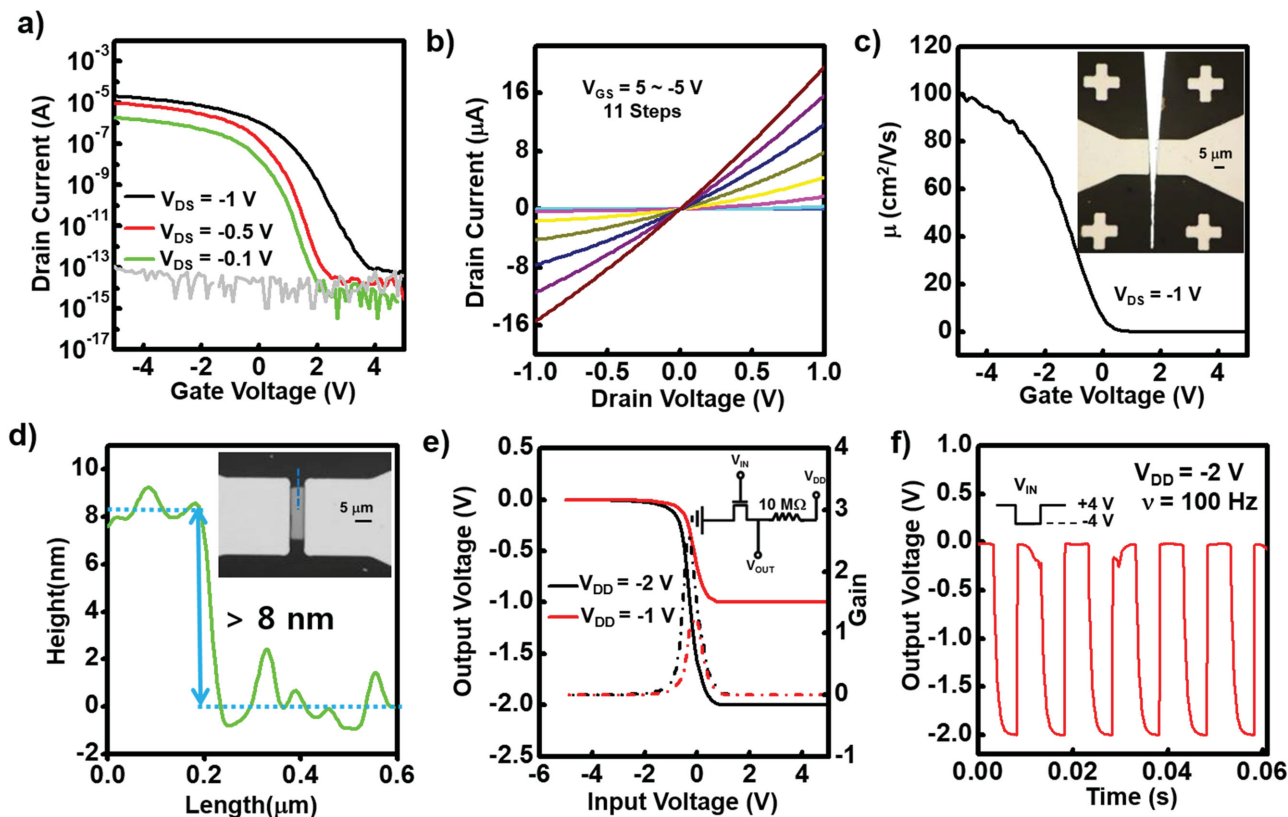 a)
10⁻³
10⁻⁵
10⁻⁷
10⁻⁹
10⁻¹¹
10⁻¹³
10⁻¹⁵
10⁻¹⁷
Drain Current (A)
V_DS = -1 V
V_DS = -0.5 V
V_DS = -0.1 V
-4 -2 0 2 4
Gate Voltage (V)
b)
16
8
0
-8
-16
Drain Current (μA)
V_GS = 5 ~ -5 V
11 Steps
-1.0 -0.5 0.0 0.5 1.0
Drain Voltage (V)
c)
120
100
80
60
40
20
0
μ (cm²/Vs)
5 μm
V_DS = -1 V
-4 -2 0 2 4
Gate Voltage (V)
d)
10
8
6
4
2
0
-2
Height(nm)
5 μm
> 8 nm
0.0 0.2 0.4 0.6
Length(μm)
e)
0.5
0.0
-0.5
-1.0
-1.5
-2.0
-2.5
Output Voltage (V)
V_IN
V_DD
10 MΩ
V_OUT
V_DD = -2 V
V_DD = -1 V
4
3
2
1
0
-1
Gain
-6 -4 -2 0 2 4
Input Voltage (V)
f)
1.0
0.5
0.0
-0.5
-1.0
-1.5
-2.0
Output Voltage (V)
V_IN
+4 V
-4 V
V_DD = -2 V
ν = 100 Hz
0.00 0.02 0.04 0.06
Time (s)